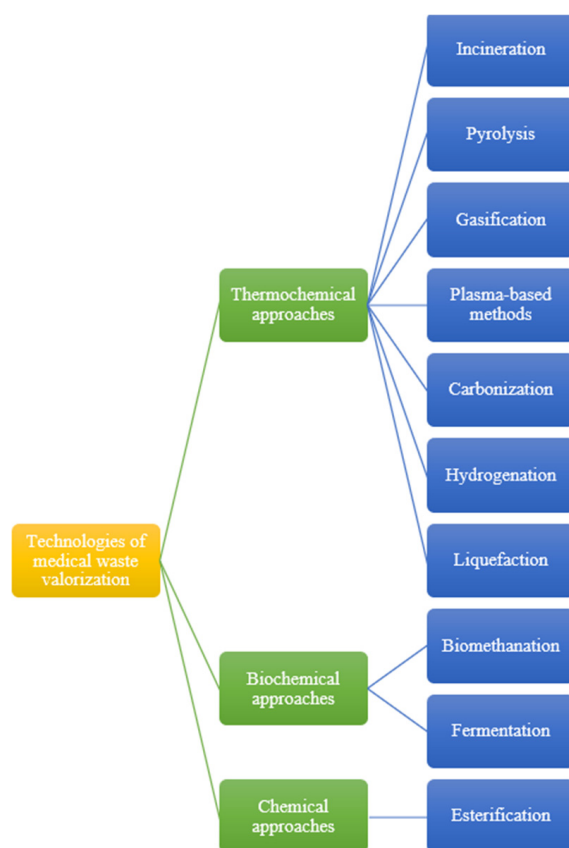 Incineration
Pyrolysis
Gasification
Thermochemical
approaches
Plasma-based
methods
Carbonization
Hydrogenation
Technologies of
medical waste
valorization
Liquefaction
Biomethanation
Biochemical
approaches
Fermentation
Chemical
approaches
Esterification